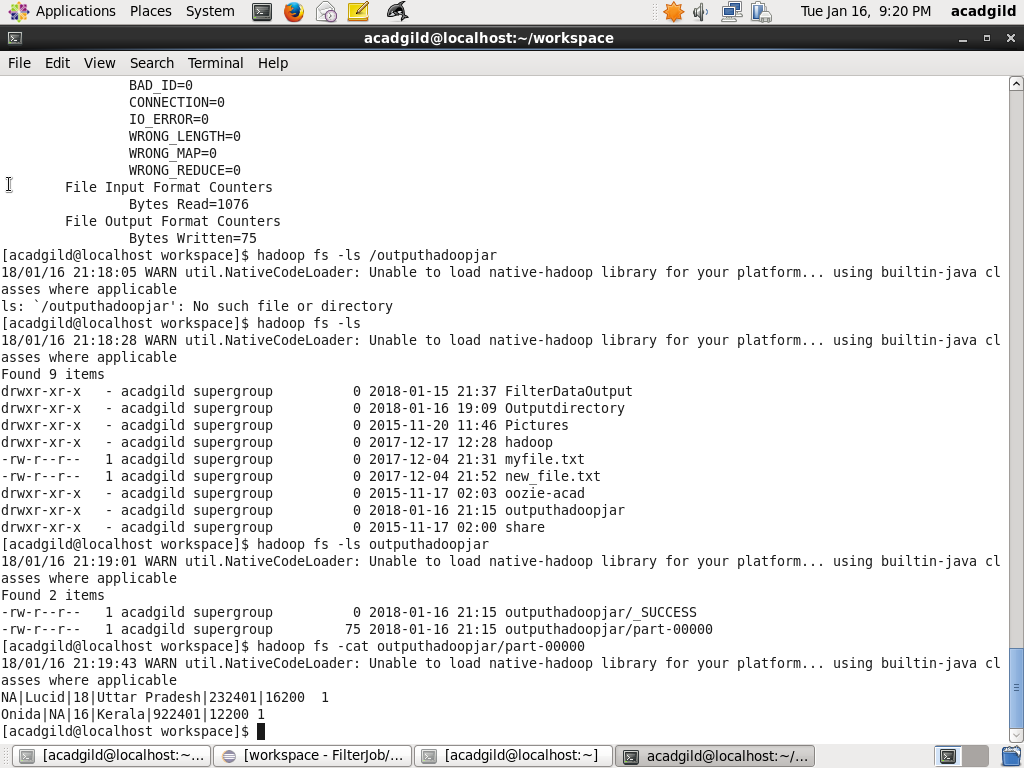 Applications Places System Tue Jan 16, 9:20 PM acadgild
acadgild@localhost:~/workspace
File Edit View Search Terminal Help
BAD_ID=0
CONNECTION=0
IO_ERROR=0
WRONG_LENGTH=0
WRONG_MAP=0
WRONG_REDUCE=0
File Input Format Counters
Bytes Read=1076
File Output Format Counters
Bytes Written=75
[acadgild@localhost workspace]$ hadoop fs -ls /outputhadoopjar
18/01/16 21:18:05 WARN util.NativeCodeLoader: Unable to load native-hadoop library for your platform... using builtin-java cl
asses where applicable
ls: `/outputhadoopjar': No such file or directory
[acadgild@localhost workspace]$ hadoop fs -ls
18/01/16 21:18:28 WARN util.NativeCodeLoader: Unable to load native-hadoop library for your platform... using builtin-java cl
asses where applicable
Found 9 items
drwxr-xr-x   - acadgild supergroup          0 2018-01-15 21:37 FilterDataOutput
drwxr-xr-x   - acadgild supergroup          0 2018-01-16 19:09 Outputdirectory
drwxr-xr-x   - acadgild supergroup          0 2015-11-20 11:46 Pictures
drwxr-xr-x   - acadgild supergroup          0 2017-12-17 12:28 hadoop
-rw-r--r--   1 acadgild supergroup          0 2017-12-04 21:31 myfile.txt
-rw-r--r--   1 acadgild supergroup          0 2017-12-04 21:52 new_file.txt
drwxr-xr-x   - acadgild supergroup          0 2015-11-17 02:03 oozie-acad
drwxr-xr-x   - acadgild supergroup          0 2018-01-16 21:15 outputhadoopjar
drwxr-xr-x   - acadgild supergroup          0 2015-11-17 02:00 share
[acadgild@localhost workspace]$ hadoop fs -ls outputhadoopjar
18/01/16 21:19:01 WARN util.NativeCodeLoader: Unable to load native-hadoop library for your platform... using builtin-java cl
asses where applicable
Found 2 items
-rw-r--r--   1 acadgild supergroup          0 2018-01-16 21:15 outputhadoopjar/_SUCCESS
-rw-r--r--   1 acadgild supergroup         75 2018-01-16 21:15 outputhadoopjar/part-00000
[acadgild@localhost workspace]$ hadoop fs -cat outputhadoopjar/part-00000
18/01/16 21:19:43 WARN util.NativeCodeLoader: Unable to load native-hadoop library for your platform... using builtin-java cl
asses where applicable
NA|Lucid|18|Uttar Pradesh|232401|16200  1
Onida|NA|16|Kerala|922401|12200 1
[acadgild@localhost workspace]$
[acadgild@localhost:~... [workspace - FilterJob/... [acadgild@localhost:~] acadgild@localhost:~/...